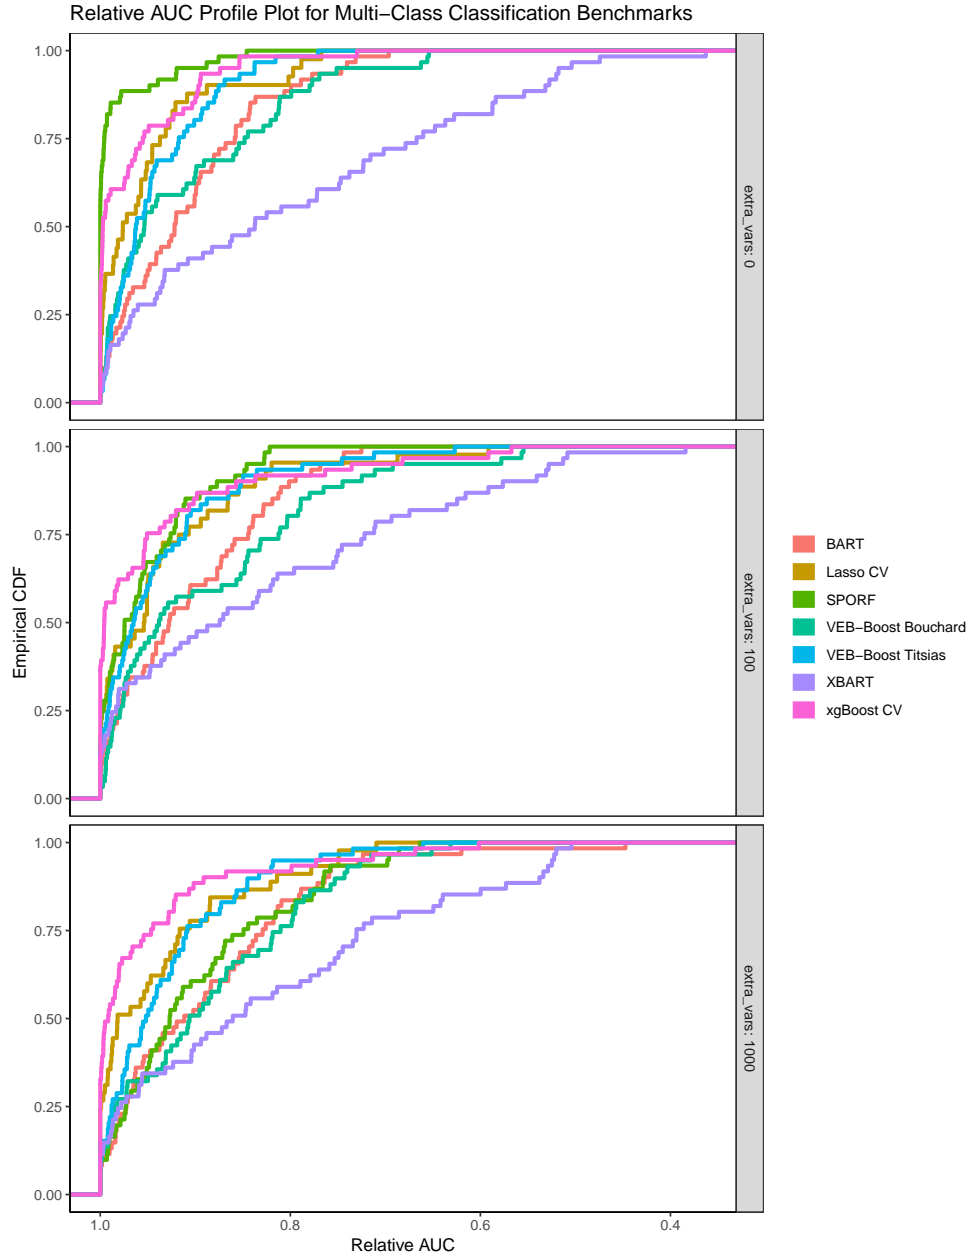 Relative AUC Profile Plot for Multi−Class Classification Benchmarks
Empirical CDF
1.00
0.75
0.50
0.25
0.00
extra_vars: 0
1.00
0.75
0.50
0.25
0.00
extra_vars: 100
1.00
0.75
0.50
0.25
0.00
extra_vars: 1000
1.0
0.8
0.6
0.4
Relative AUC
BART
Lasso CV
SPORF
VEB−Boost Bouchard
VEB−Boost Titsias
XBART
xgBoost CV